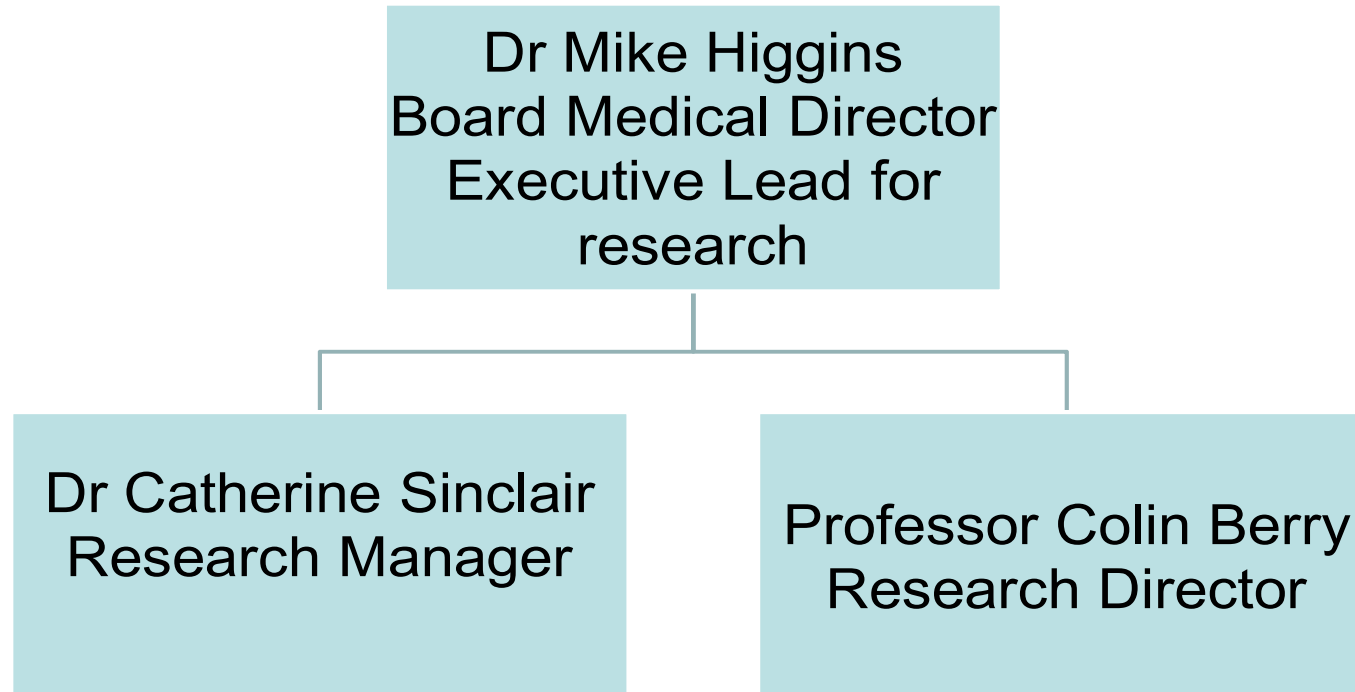 Dr Mike Higgins
Board Medical Director
Executive Lead for
research
Dr Catherine Sinclair
Research Manager
Professor Colin Berry
Research Director